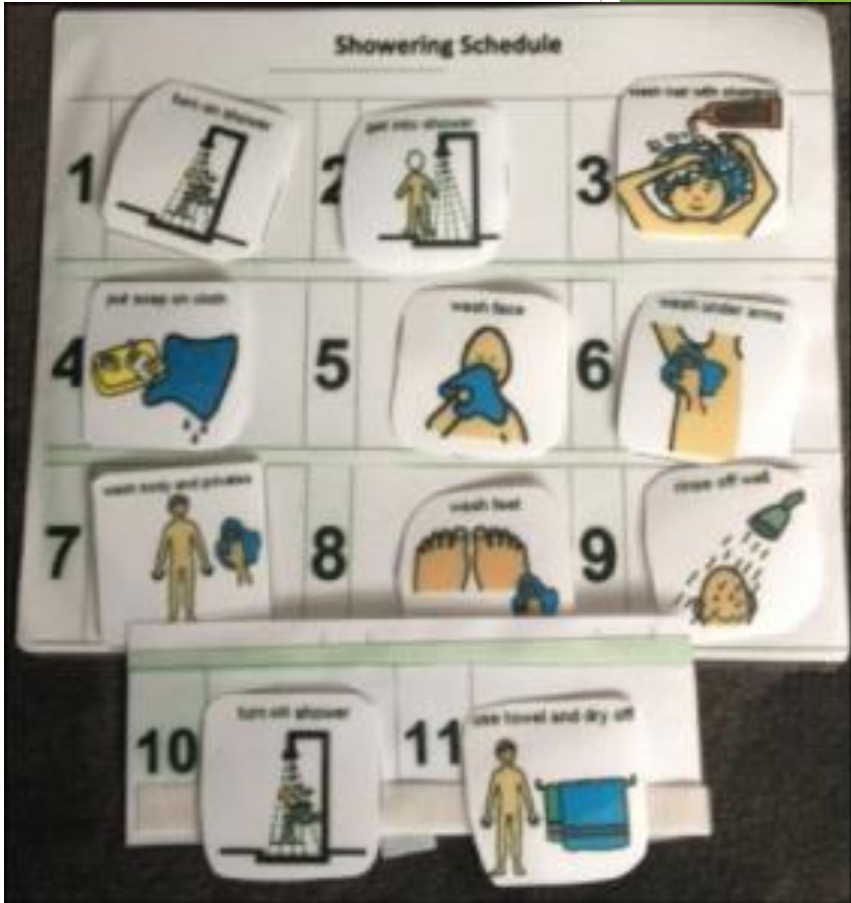 Showering Schedule
1
turn on shower
2
get into shower
3
wash hair with shampoo
4
put soap on cloth
5
wash face
6
wash under arms
7
wash body and privates
8
wash feet
9
rinse off well
10
shower
11
use towel and dry off